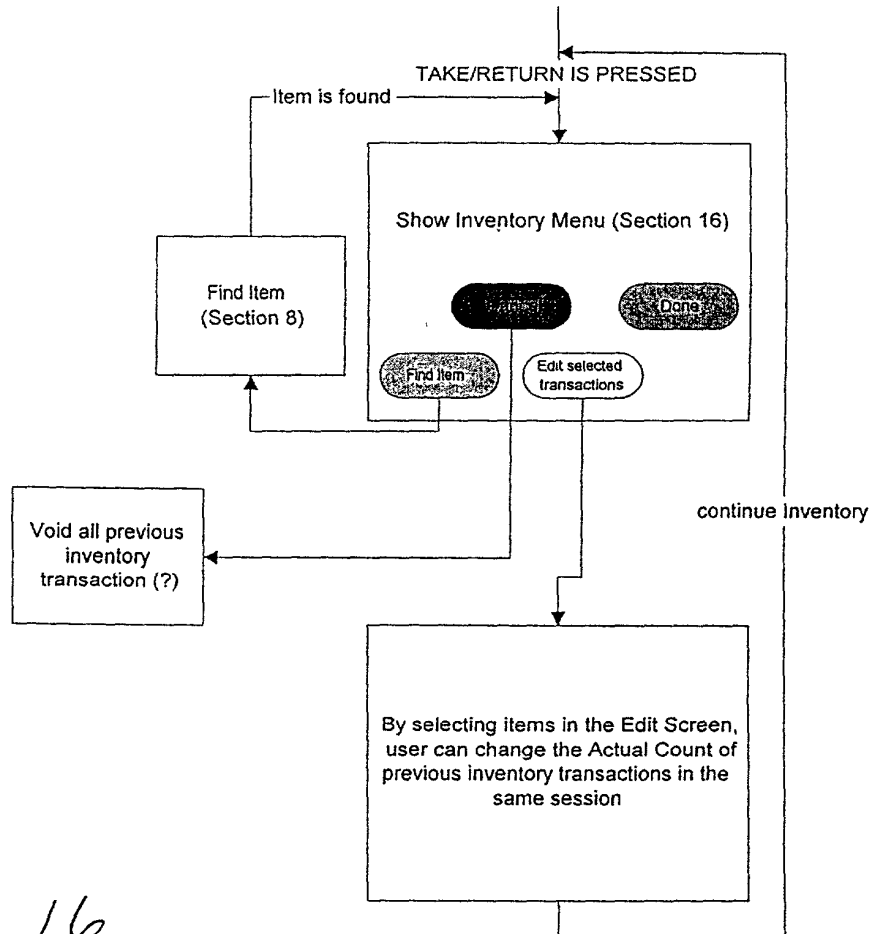 TAKE/RETURN IS PRESSED
Item is found
Show Inventory Menu (Section 16)
Find Item
(Section 8)
Done
Find Item
Edit selected
transactions
continue Inventory
Void all previous
inventory
transaction (?)
By selecting items in the Edit Screen,
user can change the Actual Count of
previous inventory transactions in the
same session
16